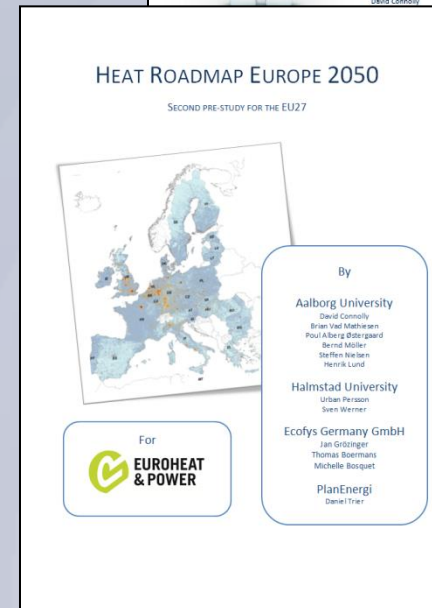 David Connolly
HEAT ROADMAP EUROPE 2050
SECOND PRE-STUDY FOR THE EU27
By
Aalborg University
David Connolly
Brian Vad Mathiesen
Poul Alberg Østergaard
Bernd Möller
Steffen Nielsen
Henrik Lund
Halmstad University
Urban Persson
Sven Werner
Ecofys Germany GmbH
Jan Grözinger
Thomas Boermans
Michelle Bosquet
PlanEnergi
Daniel Trier
For
EUROHEAT
& POWER